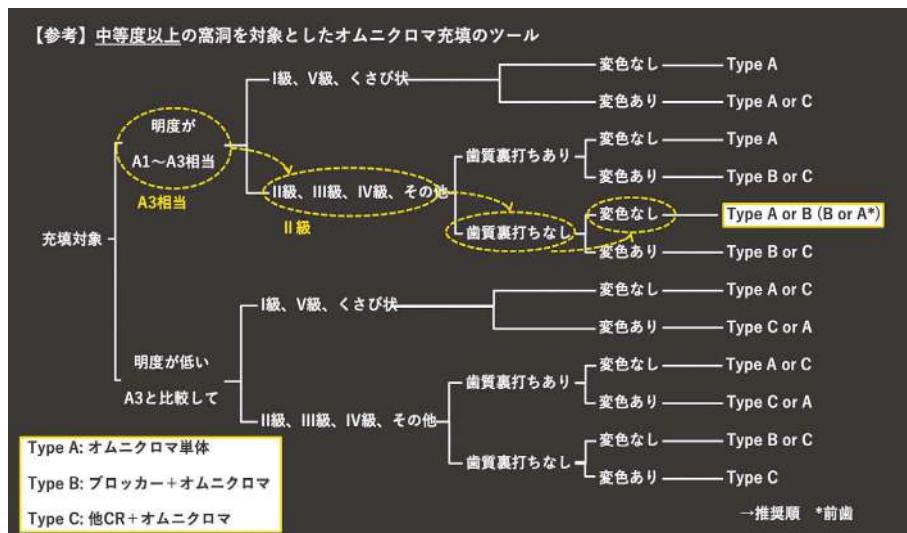 【参考】中等度以上の窩洞を対象としたオムニクロマ充填のツール
充填対象
明度が
A1～A3相当
A3相当
I級、V級、くさび状
変色なし
Type A
変色あり
Type A or C
II級、III級、IV級、その他
II級
歯質裏打ちあり
変色なし
Type A
変色あり
Type B or C
歯質裏打ちなし
変色なし
Type A or B (B or A*)
変色あり
Type B or C
明度が低い
A3と比較して
I級、V級、くさび状
変色なし
Type A or C
変色あり
Type C or A
II級、III級、IV級、その他
歯質裏打ちあり
変色なし
Type A or C
変色あり
Type C or A
歯質裏打ちなし
変色なし
Type B or C
変色あり
Type C
Type A: オムニクロマ単体
Type B: ブロッカー＋オムニクロマ
Type C: 他CR＋オムニクロマ
→推奨順 *前歯